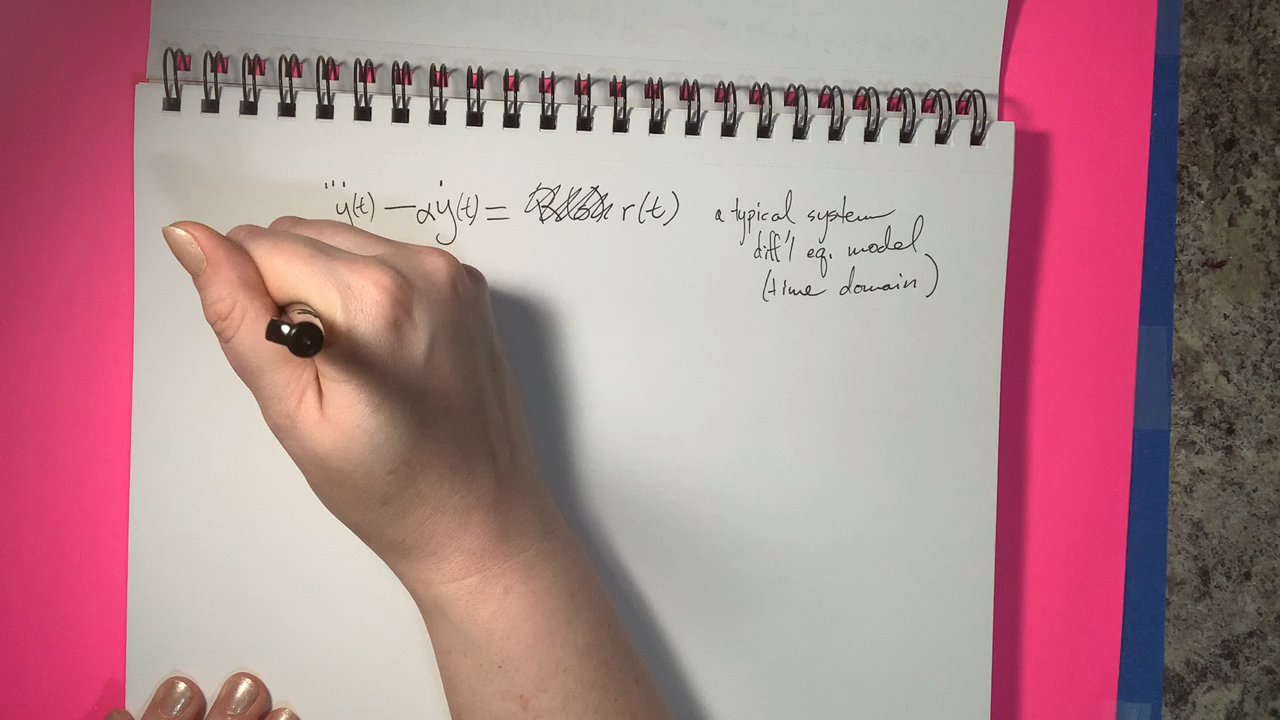 y⃛(t) — αẏ(t) = r(t) a typical system
diff'l eq. model
(time domain)